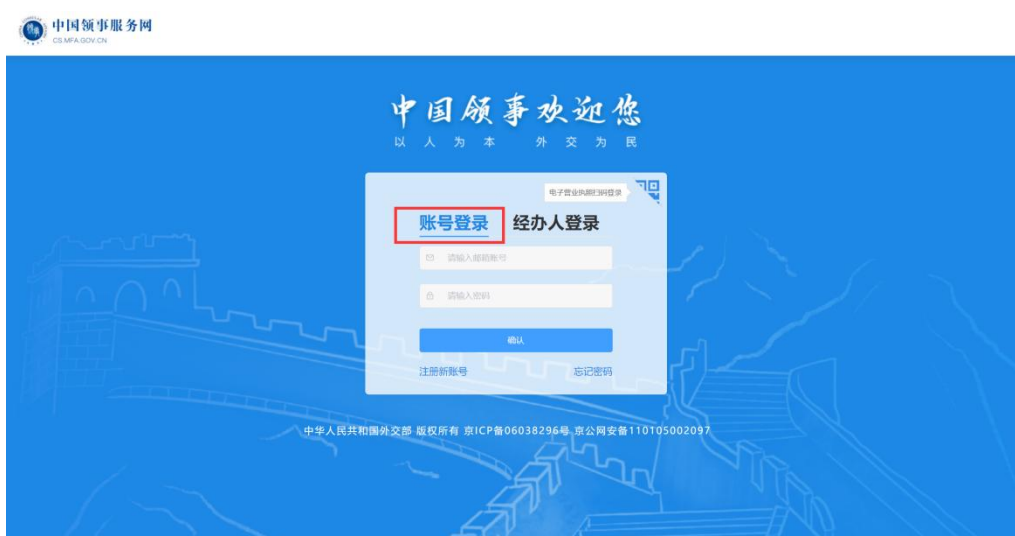 中国领事服务网
CS.MFA.GOV.CN
中国领事欢迎您
以人为本 外交为民
电子营业执照扫码登录
账号登录 经办人登录
请输入邮箱账号
请输入密码
确认
注册新账号 忘记密码
中华人民共和国外交部 版权所有 京ICP备06038296号 京公网安备110105002097